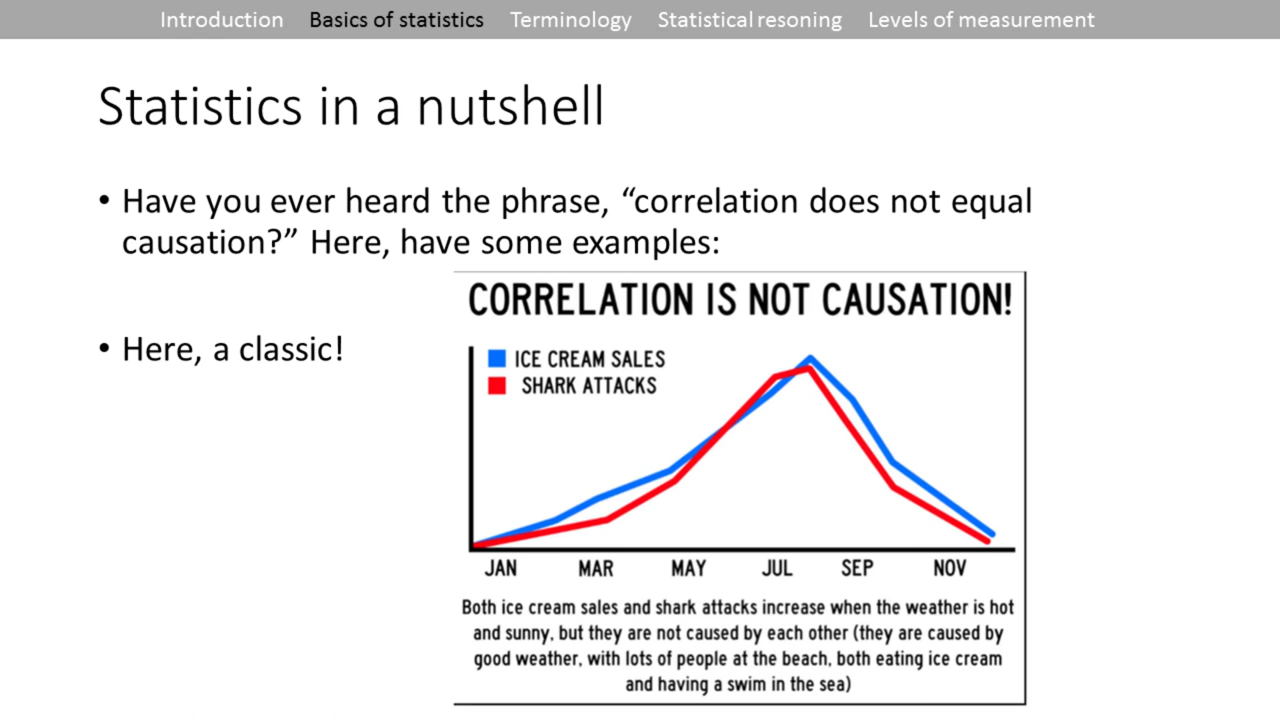 Introduction Basics of statistics Terminology Statistical resoning Levels of measurement
Statistics in a nutshell
• Have you ever heard the phrase, “correlation does not equal
causation?” Here, have some examples:
• Here, a classic!
CORRELATION IS NOT CAUSATION!
ICE CREAM SALES
SHARK ATTACKS
JAN MAR MAY JUL SEP NOV
Both ice cream sales and shark attacks increase when the weather is hot
and sunny, but they are not caused by each other (they are caused by
good weather, with lots of people at the beach, both eating ice cream
and having a swim in the sea)